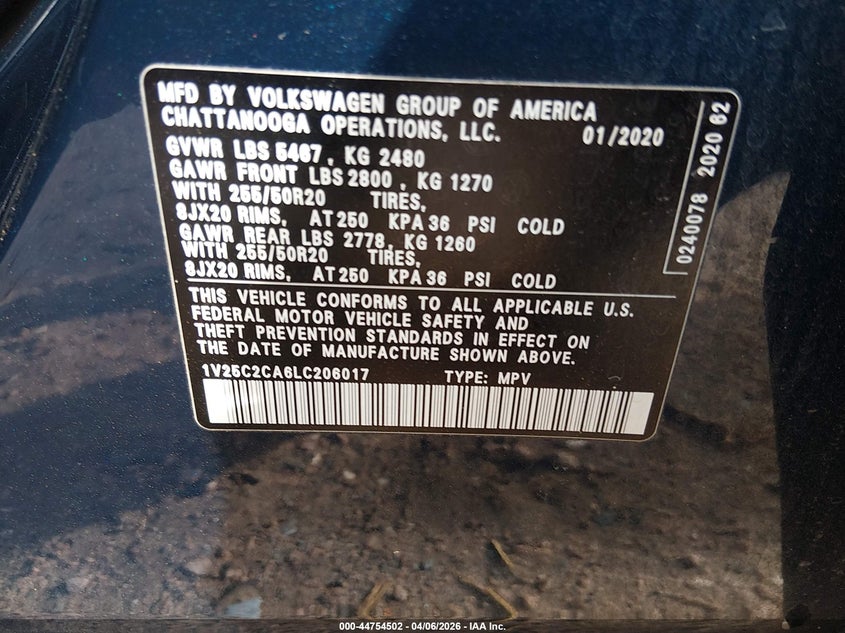 MFD BY VOLKSWAGEN GROUP OF AMERICA
CHATTANOOGA OPERATIONS, LLC. 01/2020
GVWR LBS 5467, KG 2480
GAWR FRONT LBS 2800, KG 1270
WITH 255/50R20 TIRES,
8JX20 RIMS, AT 250 KPA 36 PSI COLD
GAWR REAR LBS 2778, KG 1260
WITH 255/50R20 TIRES,
8JX20 RIMS, AT 250 KPA 36 PSI COLD
THIS VEHICLE CONFORMS TO ALL APPLICABLE U.S.
FEDERAL MOTOR VEHICLE SAFETY AND
THEFT PREVENTION STANDARDS IN EFFECT ON
THE DATE OF MANUFACTURE SHOWN ABOVE.
1V25C2CA6LC206017 TYPE: MPV
0240078 2020 62
000-44754502 - 04/06/2026 - IAA Inc.